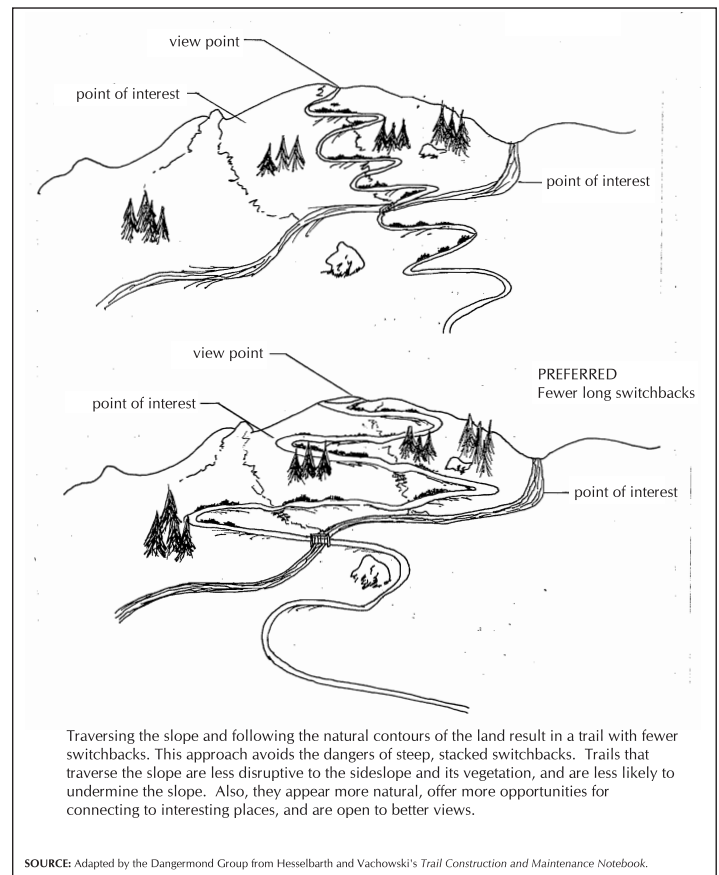 view point
point of interest
point of interest
view point
PREFERRED
Fewer long switchbacks
point of interest
point of interest
Traversing the slope and following the natural contours of the land result in a trail with fewer
switchbacks. This approach avoids the dangers of steep, stacked switchbacks.  Trails that
traverse the slope are less disruptive to the sideslope and its vegetation, and are less likely to
undermine the slope.  Also, they appear more natural, offer more opportunities for
connecting to interesting places, and are open to better views.
SOURCE: Adapted by the Dangermond Group from Hesselbarth and Vachowski's Trail Construction and Maintenance Notebook.